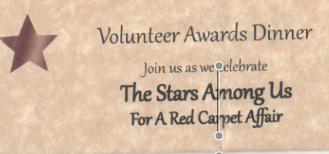 Volunteer Awards Dinner
Join us as we celebrate
The Stars Among Us
For A Red Carpet Affair